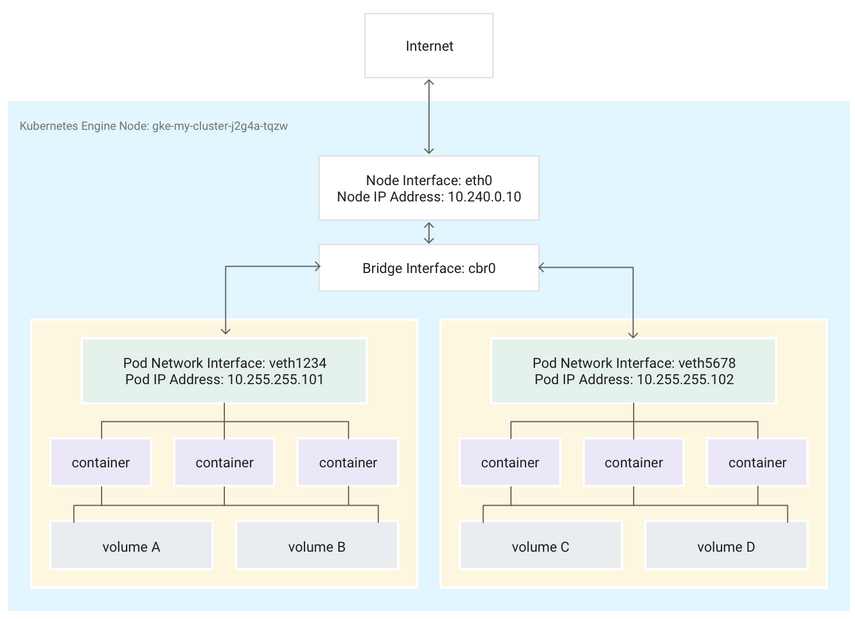 Internet
Kubernetes Engine Node: gke-my-cluster-j2g4a-tqzw
Node Interface: eth0
Node IP Address: 10.240.0.10
Bridge Interface: cbr0
Pod Network Interface: veth1234
Pod IP Address: 10.255.255.101
Pod Network Interface: veth5678
Pod IP Address: 10.255.255.102
container
container
container
container
container
container
volume A
volume B
volume C
volume D